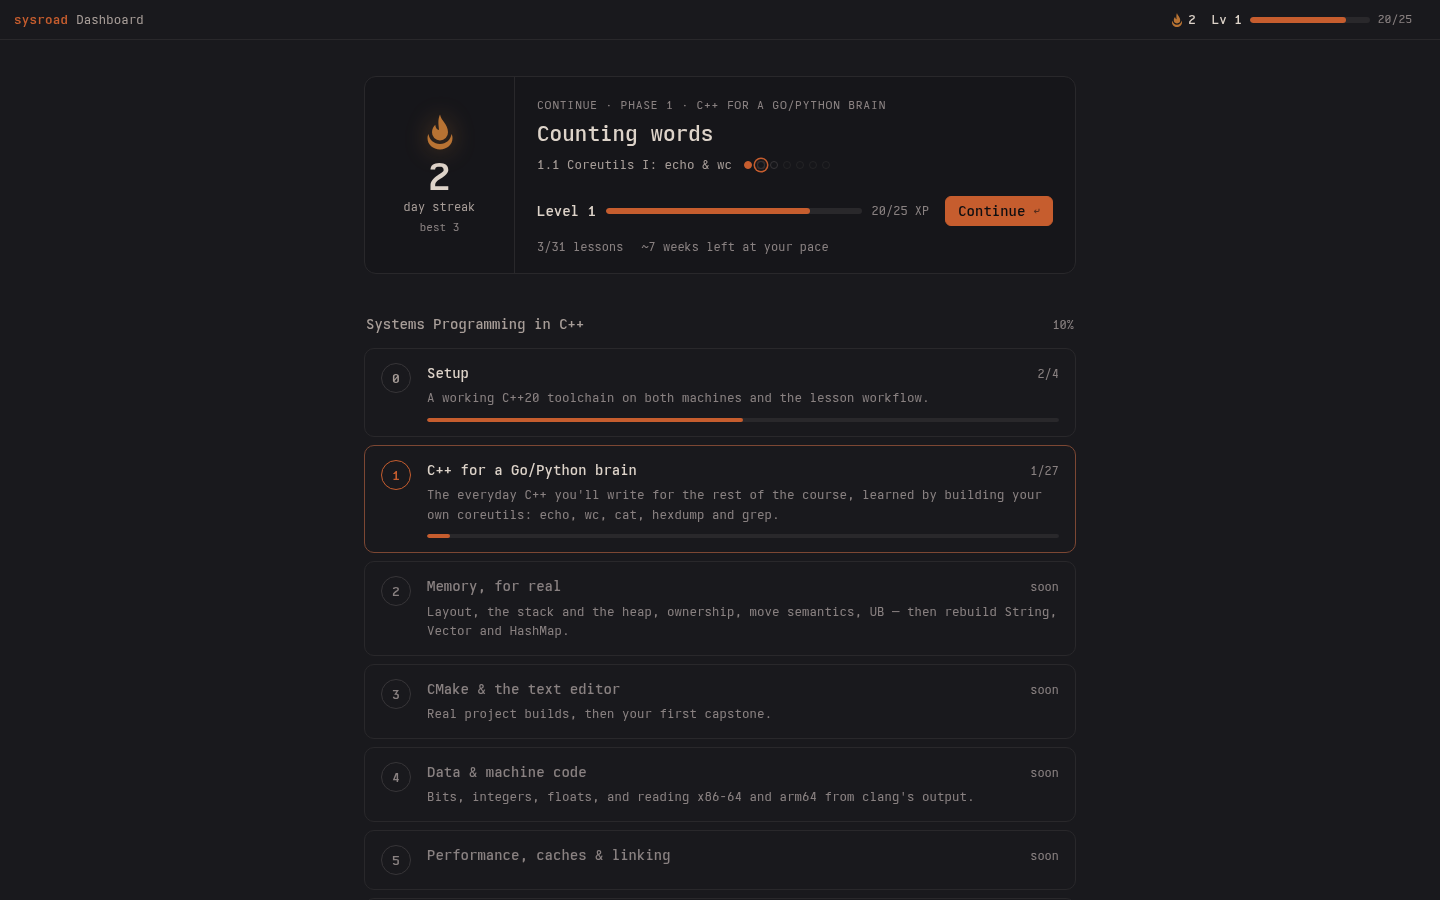 sysroad Dashboard
2 Lv 1 20/25
CONTINUE · PHASE 1 · C++ FOR A GO/PYTHON BRAIN
Counting words
1.1 Coreutils I: echo & wc
2
day streak
best 3
Level 1 20/25 XP Continue ↵
3/31 lessons ~7 weeks left at your pace
Systems Programming in C++ 10%
0 Setup 2/4
A working C++20 toolchain on both machines and the lesson workflow.
1 C++ for a Go/Python brain 1/27
The everyday C++ you'll write for the rest of the course, learned by building your
own coreutils: echo, wc, cat, hexdump and grep.
2 Memory, for real soon
Layout, the stack and the heap, ownership, move semantics, UB — then rebuild String,
Vector and HashMap.
3 CMake & the text editor soon
Real project builds, then your first capstone.
4 Data & machine code soon
Bits, integers, floats, and reading x86-64 and arm64 from clang's output.
5 Performance, caches & linking soon